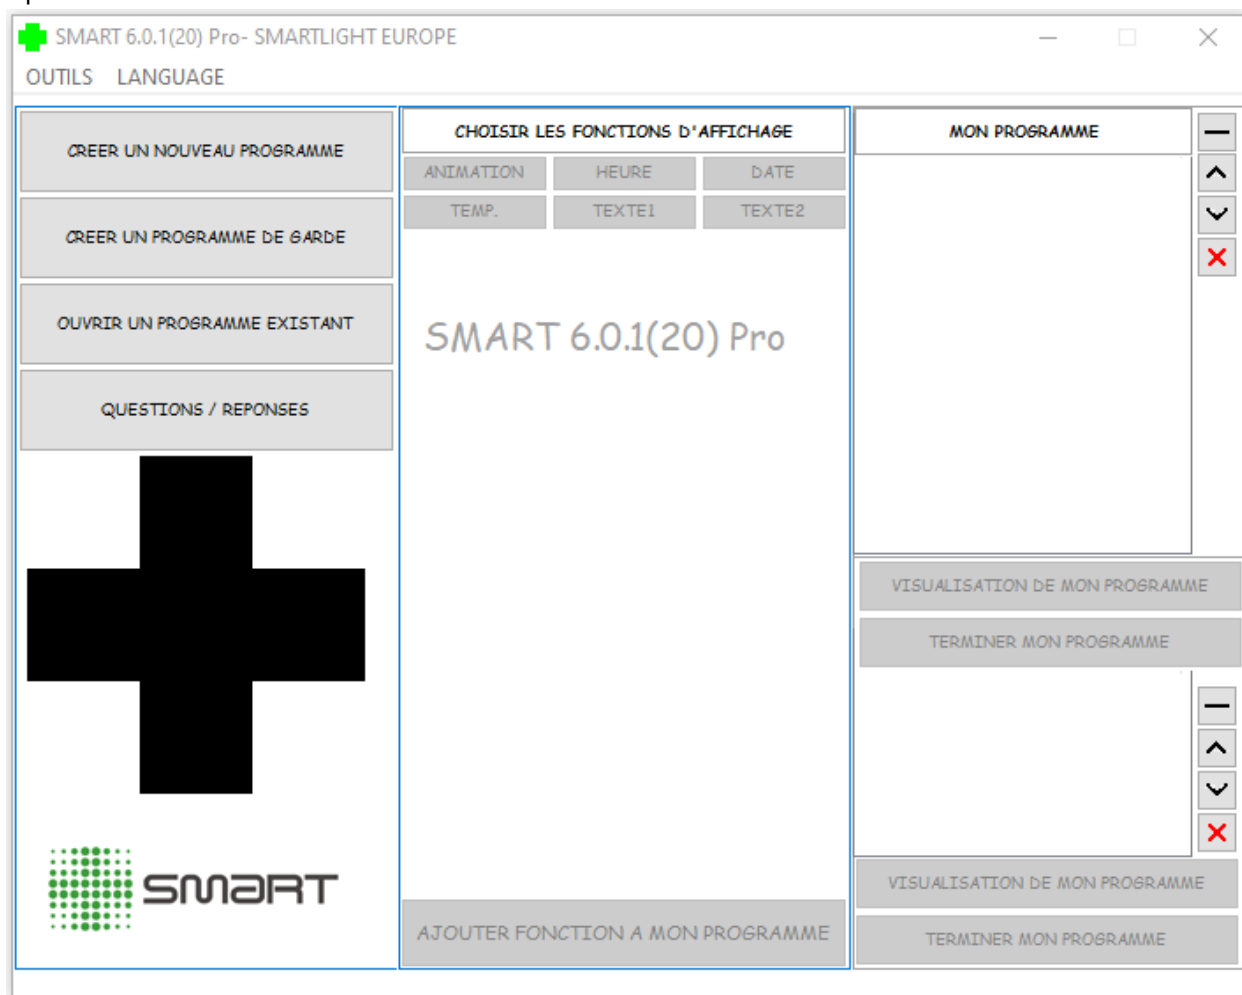 SMART 6.0.1(20) Pro- SMARTLIGHT EUROPE
OUTILS LANGUAGE
CREER UN NOUVEAU PROGRAMME
CREER UN PROGRAMME DE GARDE
OUVRIR UN PROGRAMME EXISTANT
QUESTIONS / REPONSES
SMART
CHOISIR LES FONCTIONS D'AFFICHAGE
ANIMATION HEURE DATE
TEMP. TEXTE1 TEXTE2
SMART 6.0.1(20) Pro
AJOUTER FONCTION A MON PROGRAMME
MON PROGRAMME
VISUALISATION DE MON PROGRAMME
TERMINER MON PROGRAMME
VISUALISATION DE MON PROGRAMME
TERMINER MON PROGRAMME